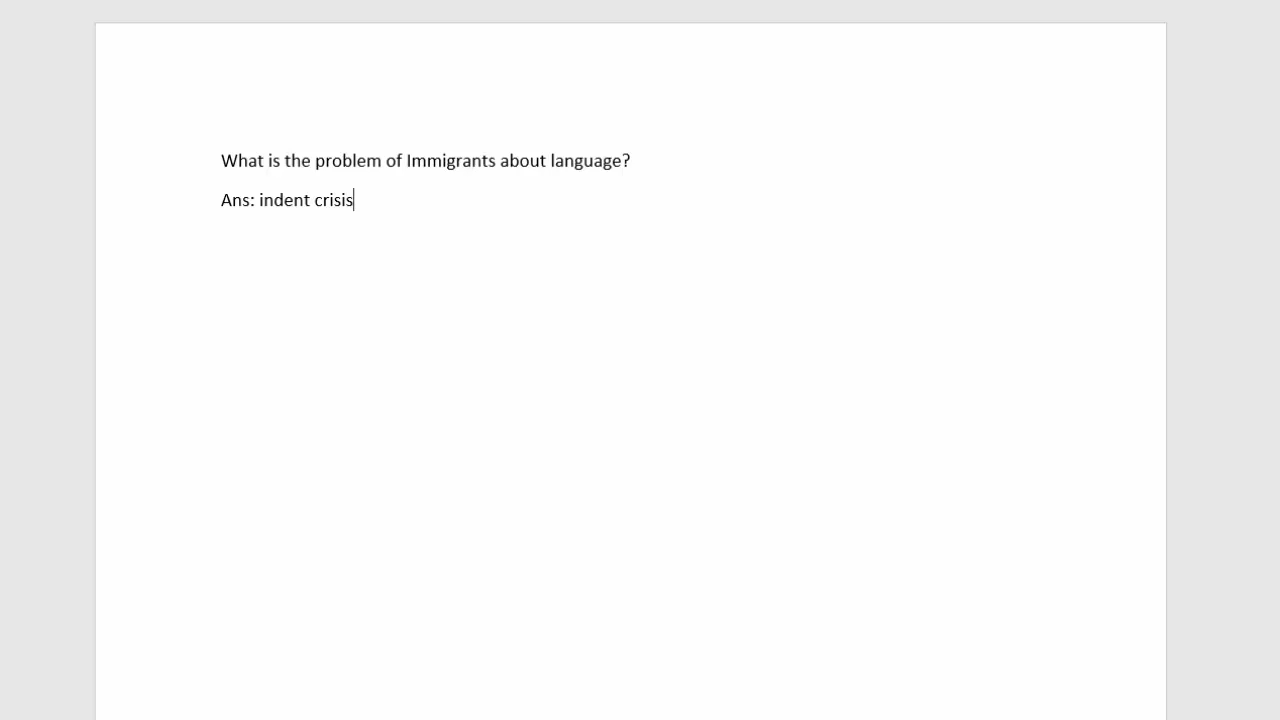 What is the problem of Immigrants about language?
Ans: indent crisis